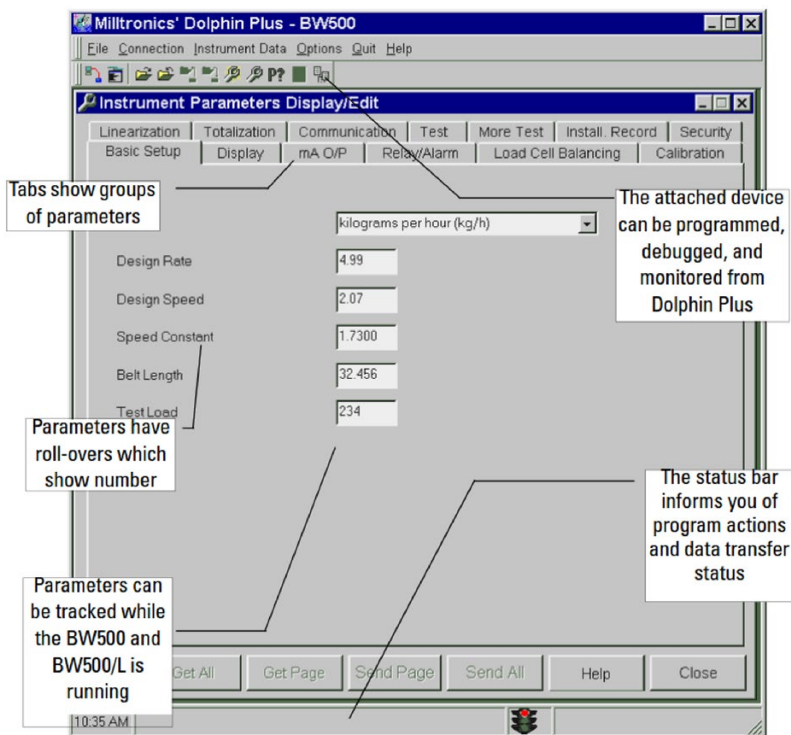 Milltronics' Dolphin Plus - BW500
File Connection Instrument Data Options Quit Help
P?
Instrument Parameters Display/Edit
Linearization Totalization Communication Test More Test Install. Record Security
Basic Setup Display mA O/P Relay/Alarm Load Cell Balancing Calibration
Tabs show groups
of parameters
The attached device
can be programmed,
debugged, and
monitored from
Dolphin Plus
kilograms per hour (kg/h)
Design Rate 4.99
Design Speed 2.07
Speed Constant 1.7300
Belt Length 32.456
Test Load 234
Parameters have
roll-overs which
show number
The status bar
informs you of
program actions
and data transfer
status
Parameters can
be tracked while
the BW500 and
BW500/L is
running
Get All Get Page Send Page Send All Help Close
10:35 AM